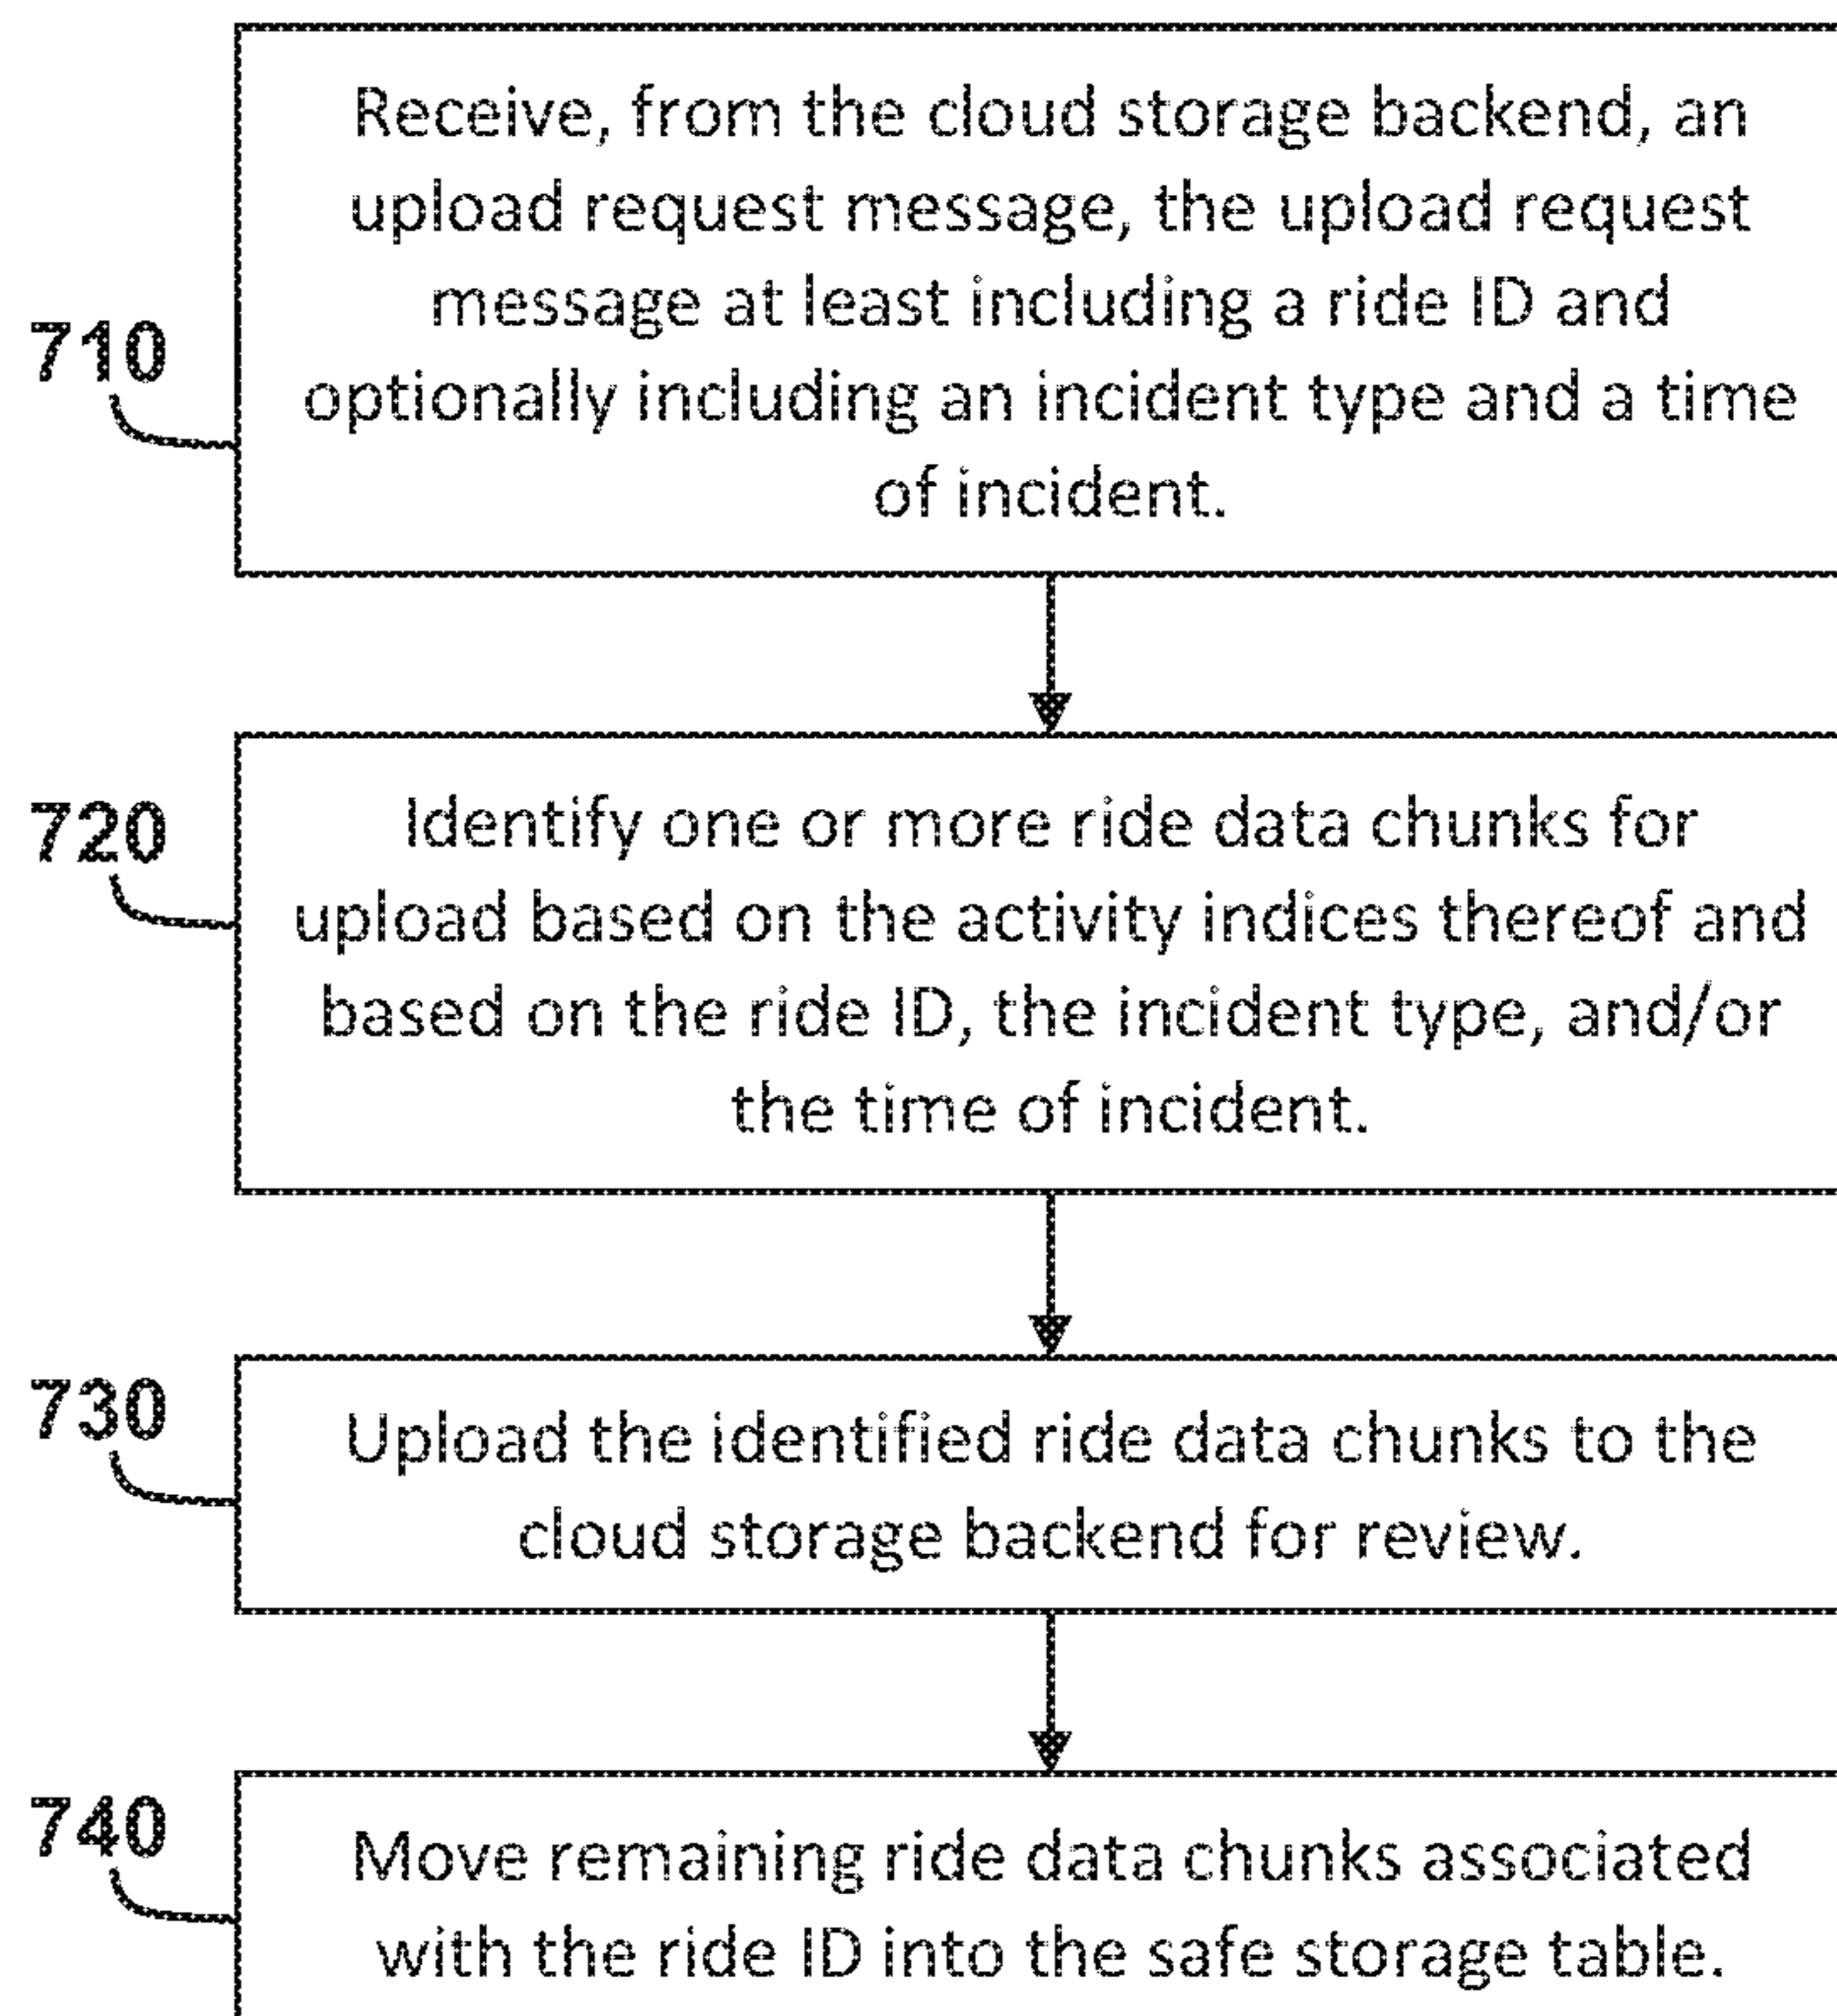 Receive, from the cloud storage backend, an
upload request message, the upload request
message at least including a ride ID and
710
optionally including an incident type and a time
of incident.
720
Identify one or more ride data chunks for
upload based on the activity indices thereof and
based on the ride ID, the incident type, and/or
the time of incident.
730
Upload the identified ride data chunks to the
cloud storage backend for review.
740
Move remaining ride data chunks associated
with the ride ID into the safe storage table.